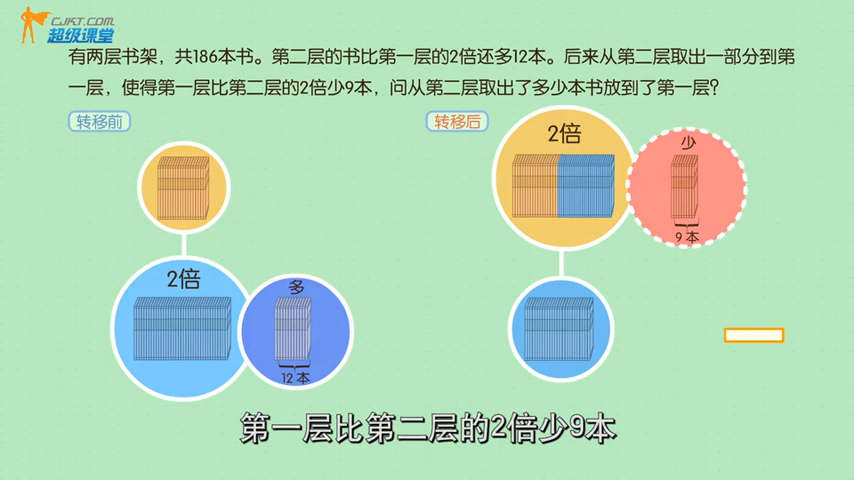 CJKT.COM
超级课堂
有两层书架，共186本书。第二层的书比第一层的2倍还多12本。后来从第二层取出一部分到第
一层，使得第一层比第二层的2倍少9本，问从第二层取出了多少本书放到了第一层？
转移前
转移后
2倍
少
9本
2倍
多
12本
第一层比第二层的2倍少9本